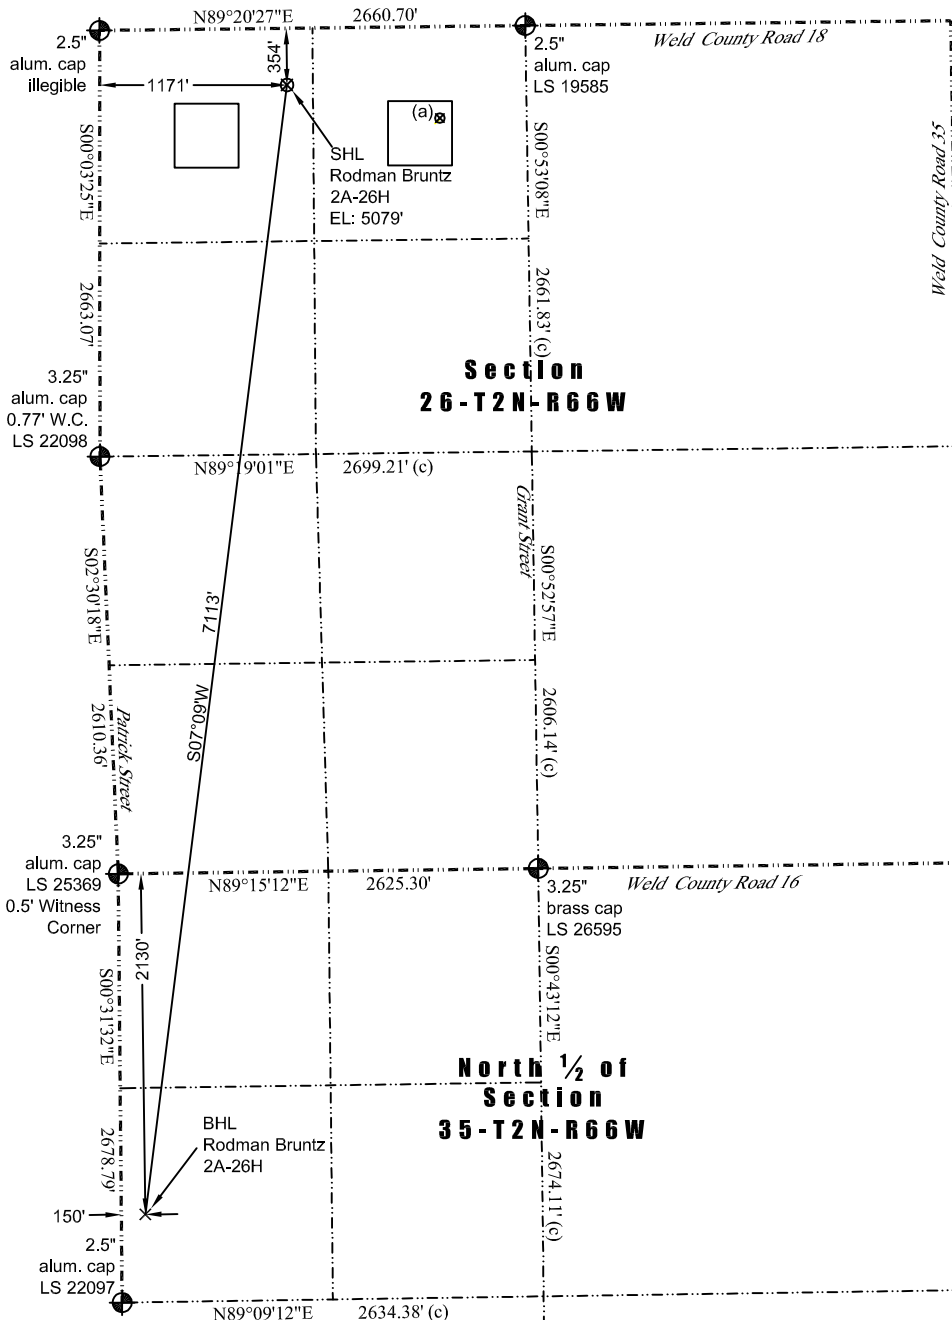 N89°20'27"E
2660.70'
2.5"
alum. cap
illegible
1171'
354'
2.5"
alum. cap
LS 19585
Weld County Road 18
Weld County Road 35
(a)
SHL
Rodman Bruntz
2A-26H
EL: 5079'
S00°03'25"E
2663.07'
S00°53'08"E
2661.83' (c)
Section
26-T2N-R66W
3.25"
alum. cap
0.77' W.C.
LS 22098
N89°19'01"E
2699.21' (c)
Grant Street
S02°30'18"E
2610.36'
Patrick Street
7113'
S07°09'W
S00°52'57"E
2606.14' (c)
3.25"
alum. cap
LS 25369
0.5' Witness
Corner
N89°15'12"E
2625.30'
Weld County Road 16
3.25"
brass cap
LS 26595
2130'
S00°31'32"E
2678.79'
S00°43'12"E
2674.11' (c)
North ½ of
Section
35-T2N-R66W
BHL
Rodman Bruntz
2A-26H
150'
2.5"
alum. cap
LS 22097
N89°09'12"E
2634.38' (c)